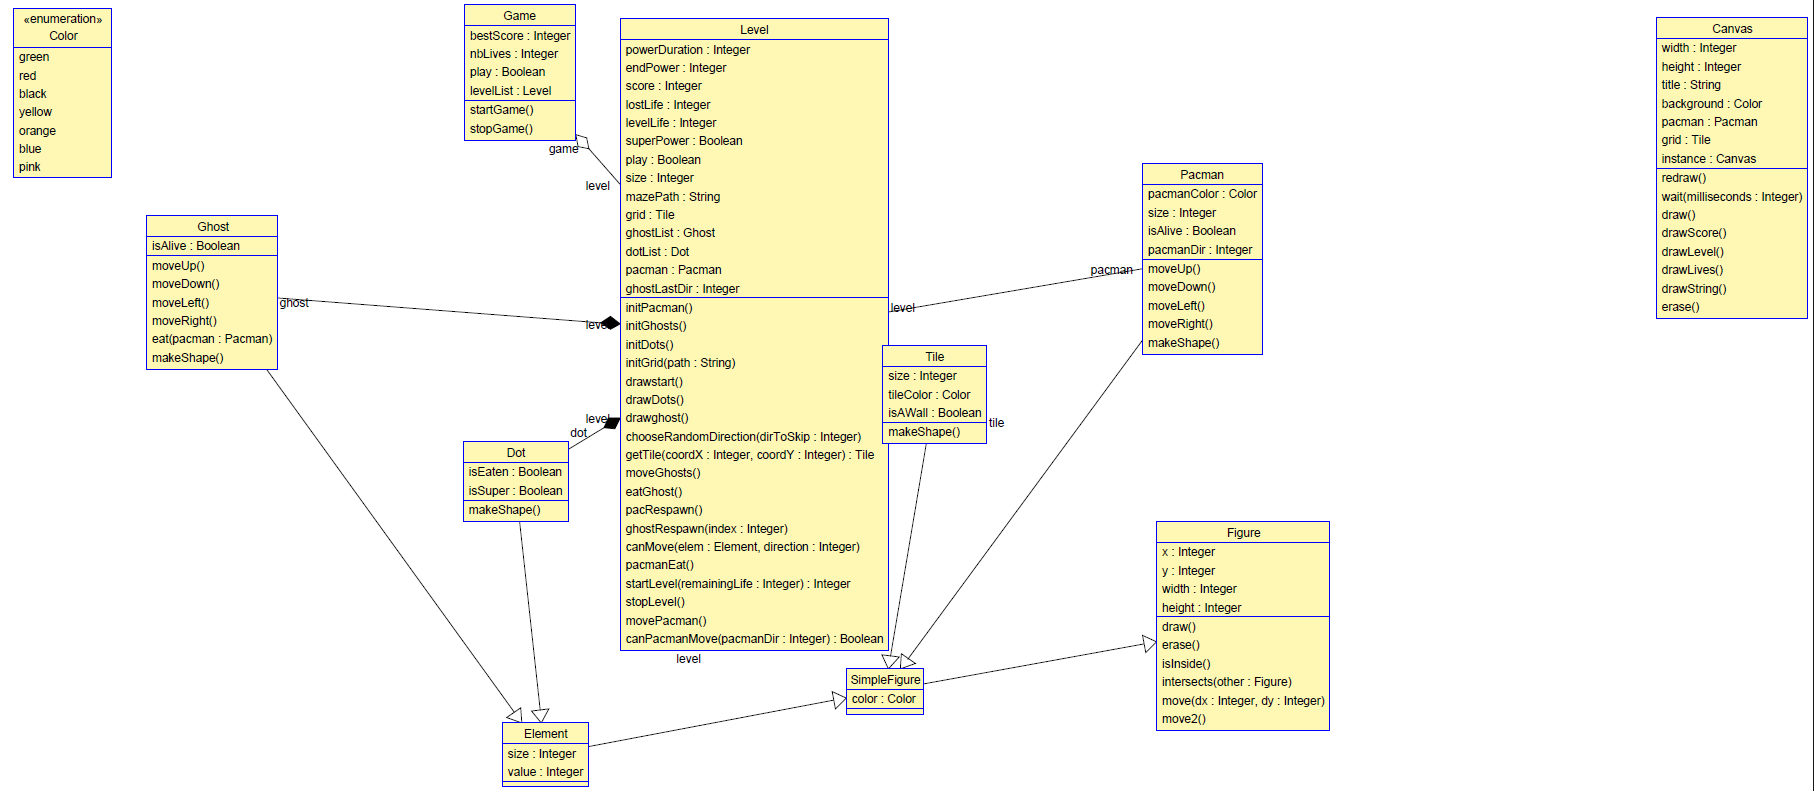 «enumeration»
Color
green
red
black
yellow
orange
blue
pink
Game
bestScore : Integer
nbLives : Integer
play : Boolean
levelList : Level
startGame()
stopGame()
game
level
Level
powerDuration : Integer
endPower : Integer
score : Integer
lostLife : Integer
levelLife : Integer
superPower : Boolean
play : Boolean
size : Integer
mazePath : String
grid : Tile
ghostList : Ghost
dotList : Dot
pacman : Pacman
ghostLastDir : Integer
initPacman()
initGhosts()
initDots()
initGrid(path : String)
drawstart()
drawDots()
drawghost()
chooseRandomDirection(dirToSkip : Integer)
getTile(coordX : Integer, coordY : Integer) : Tile
moveGhosts()
eatGhost()
pacRespawn()
ghostRespawn(index : Integer)
canMove(elem : Element, direction : Integer)
pacmanEat()
startLevel(remainingLife : Integer) : Integer
stopLevel()
movePacman()
canPacmanMove(pacmanDir : Integer) : Boolean
level
Canvas
width : Integer
height : Integer
title : String
background : Color
pacman : Pacman
grid : Tile
instance : Canvas
redraw()
wait(milliseconds : Integer)
draw()
drawScore()
drawLevel()
drawLives()
drawString()
erase()
Pacman
pacmanColor : Color
size : Integer
isAlive : Boolean
pacmanDir : Integer
moveUp()
moveDown()
moveLeft()
moveRight()
makeShape()
pacman
level
Ghost
isAlive : Boolean
moveUp()
moveDown()
moveLeft()
moveRight()
eat(pacman : Pacman)
makeShape()
ghost
level
Tile
size : Integer
tileColor : Color
isAWall : Boolean
makeShape()
tile
level
dot
Dot
isEaten : Boolean
isSuper : Boolean
makeShape()
Figure
x : Integer
y : Integer
width : Integer
height : Integer
draw()
erase()
isInside()
intersects(other : Figure)
move(dx : Integer, dy : Integer)
move2()
SimpleFigure
color : Color
Element
size : Integer
value : Integer